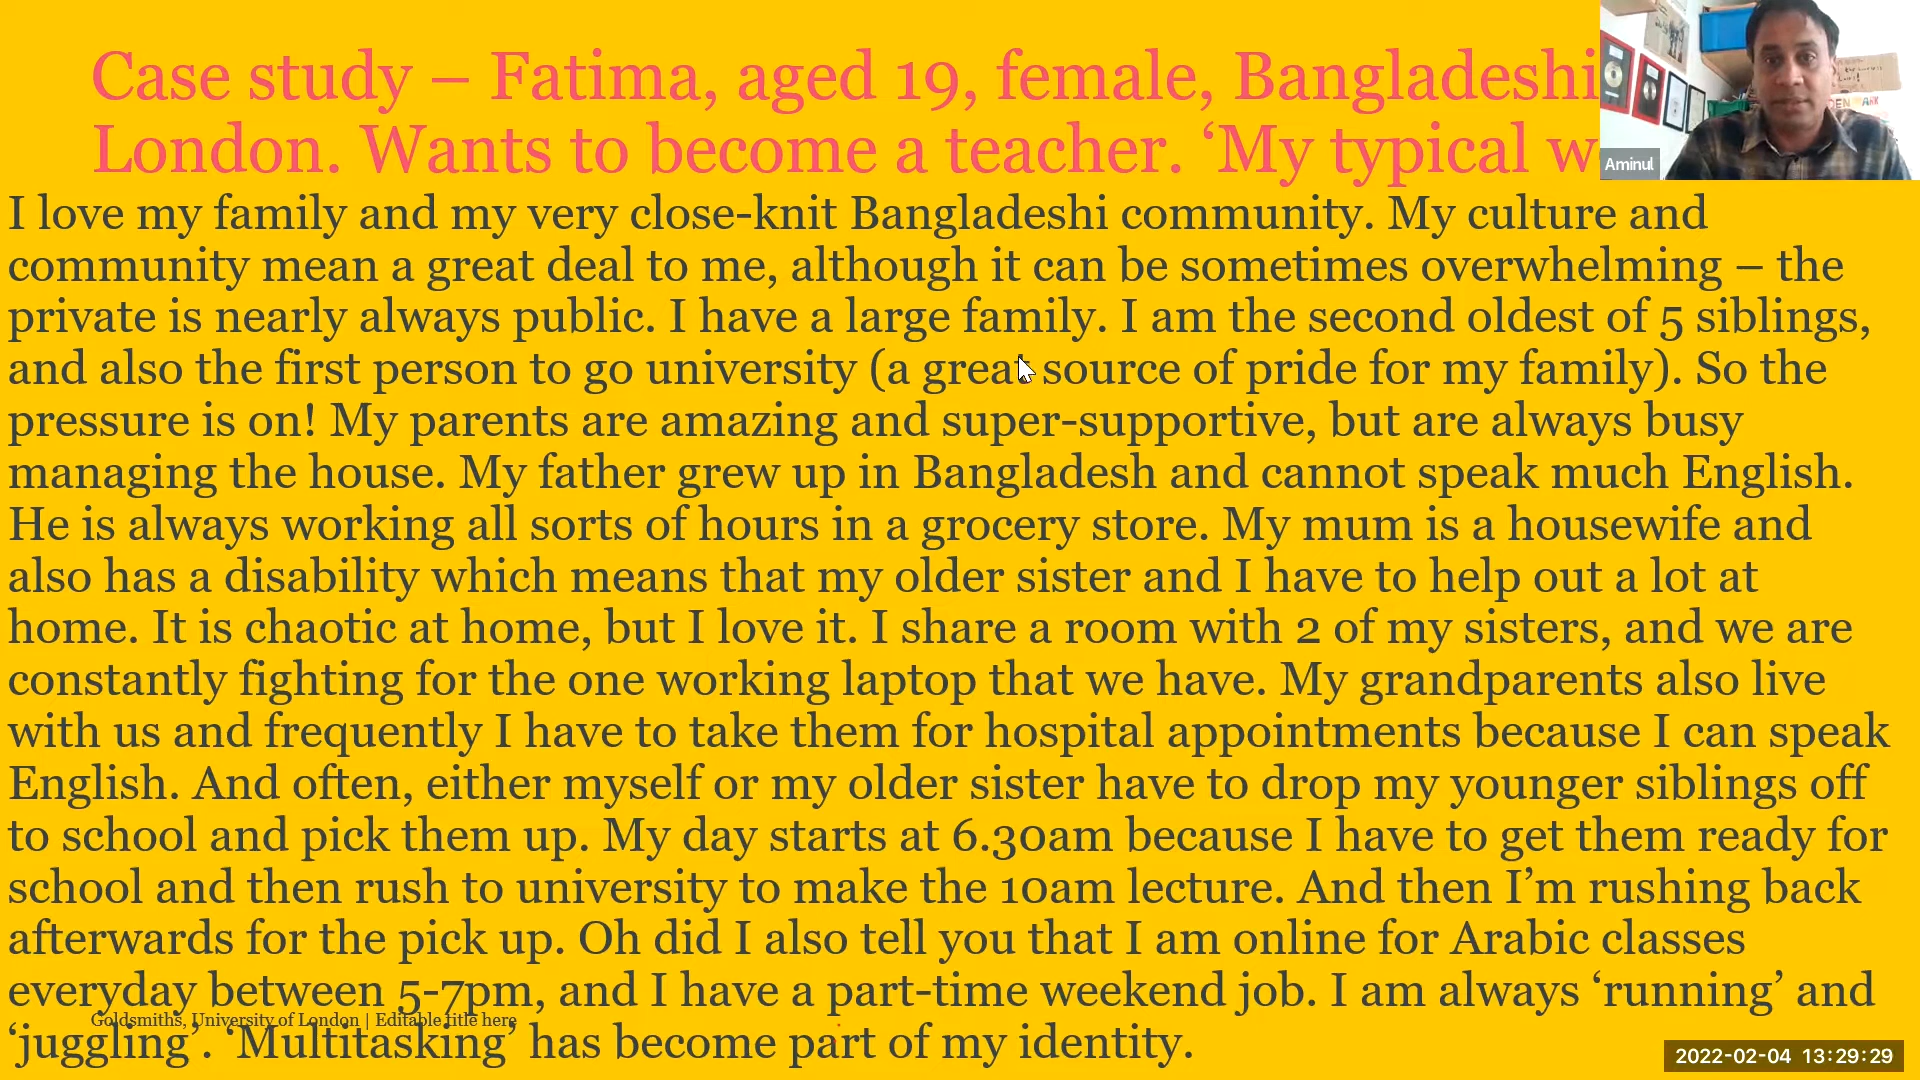 Case study – Fatima, aged 19, female, Bangladeshi
London. Wants to become a teacher. ‘My typical w
Aminul
I love my family and my very close-knit Bangladeshi community. My culture and
community mean a great deal to me, although it can be sometimes overwhelming – the
private is nearly always public. I have a large family. I am the second oldest of 5 siblings,
and also the first person to go university (a great source of pride for my family). So the
pressure is on! My parents are amazing and super-supportive, but are always busy
managing the house. My father grew up in Bangladesh and cannot speak much English.
He is always working all sorts of hours in a grocery store. My mum is a housewife and
also has a disability which means that my older sister and I have to help out a lot at
home. It is chaotic at home, but I love it. I share a room with 2 of my sisters, and we are
constantly fighting for the one working laptop that we have. My grandparents also live
with us and frequently I have to take them for hospital appointments because I can speak
English. And often, either myself or my older sister have to drop my younger siblings off
to school and pick them up. My day starts at 6.30am because I have to get them ready for
school and then rush to university to make the 10am lecture. And then I’m rushing back
afterwards for the pick up. Oh did I also tell you that I am online for Arabic classes
everyday between 5-7pm, and I have a part-time weekend job. I am always ‘running’ and
Goldsmiths, University of London | Editable title here
‘juggling’. ‘Multitasking’ has become part of my identity.
2022-02-04 13:29:29